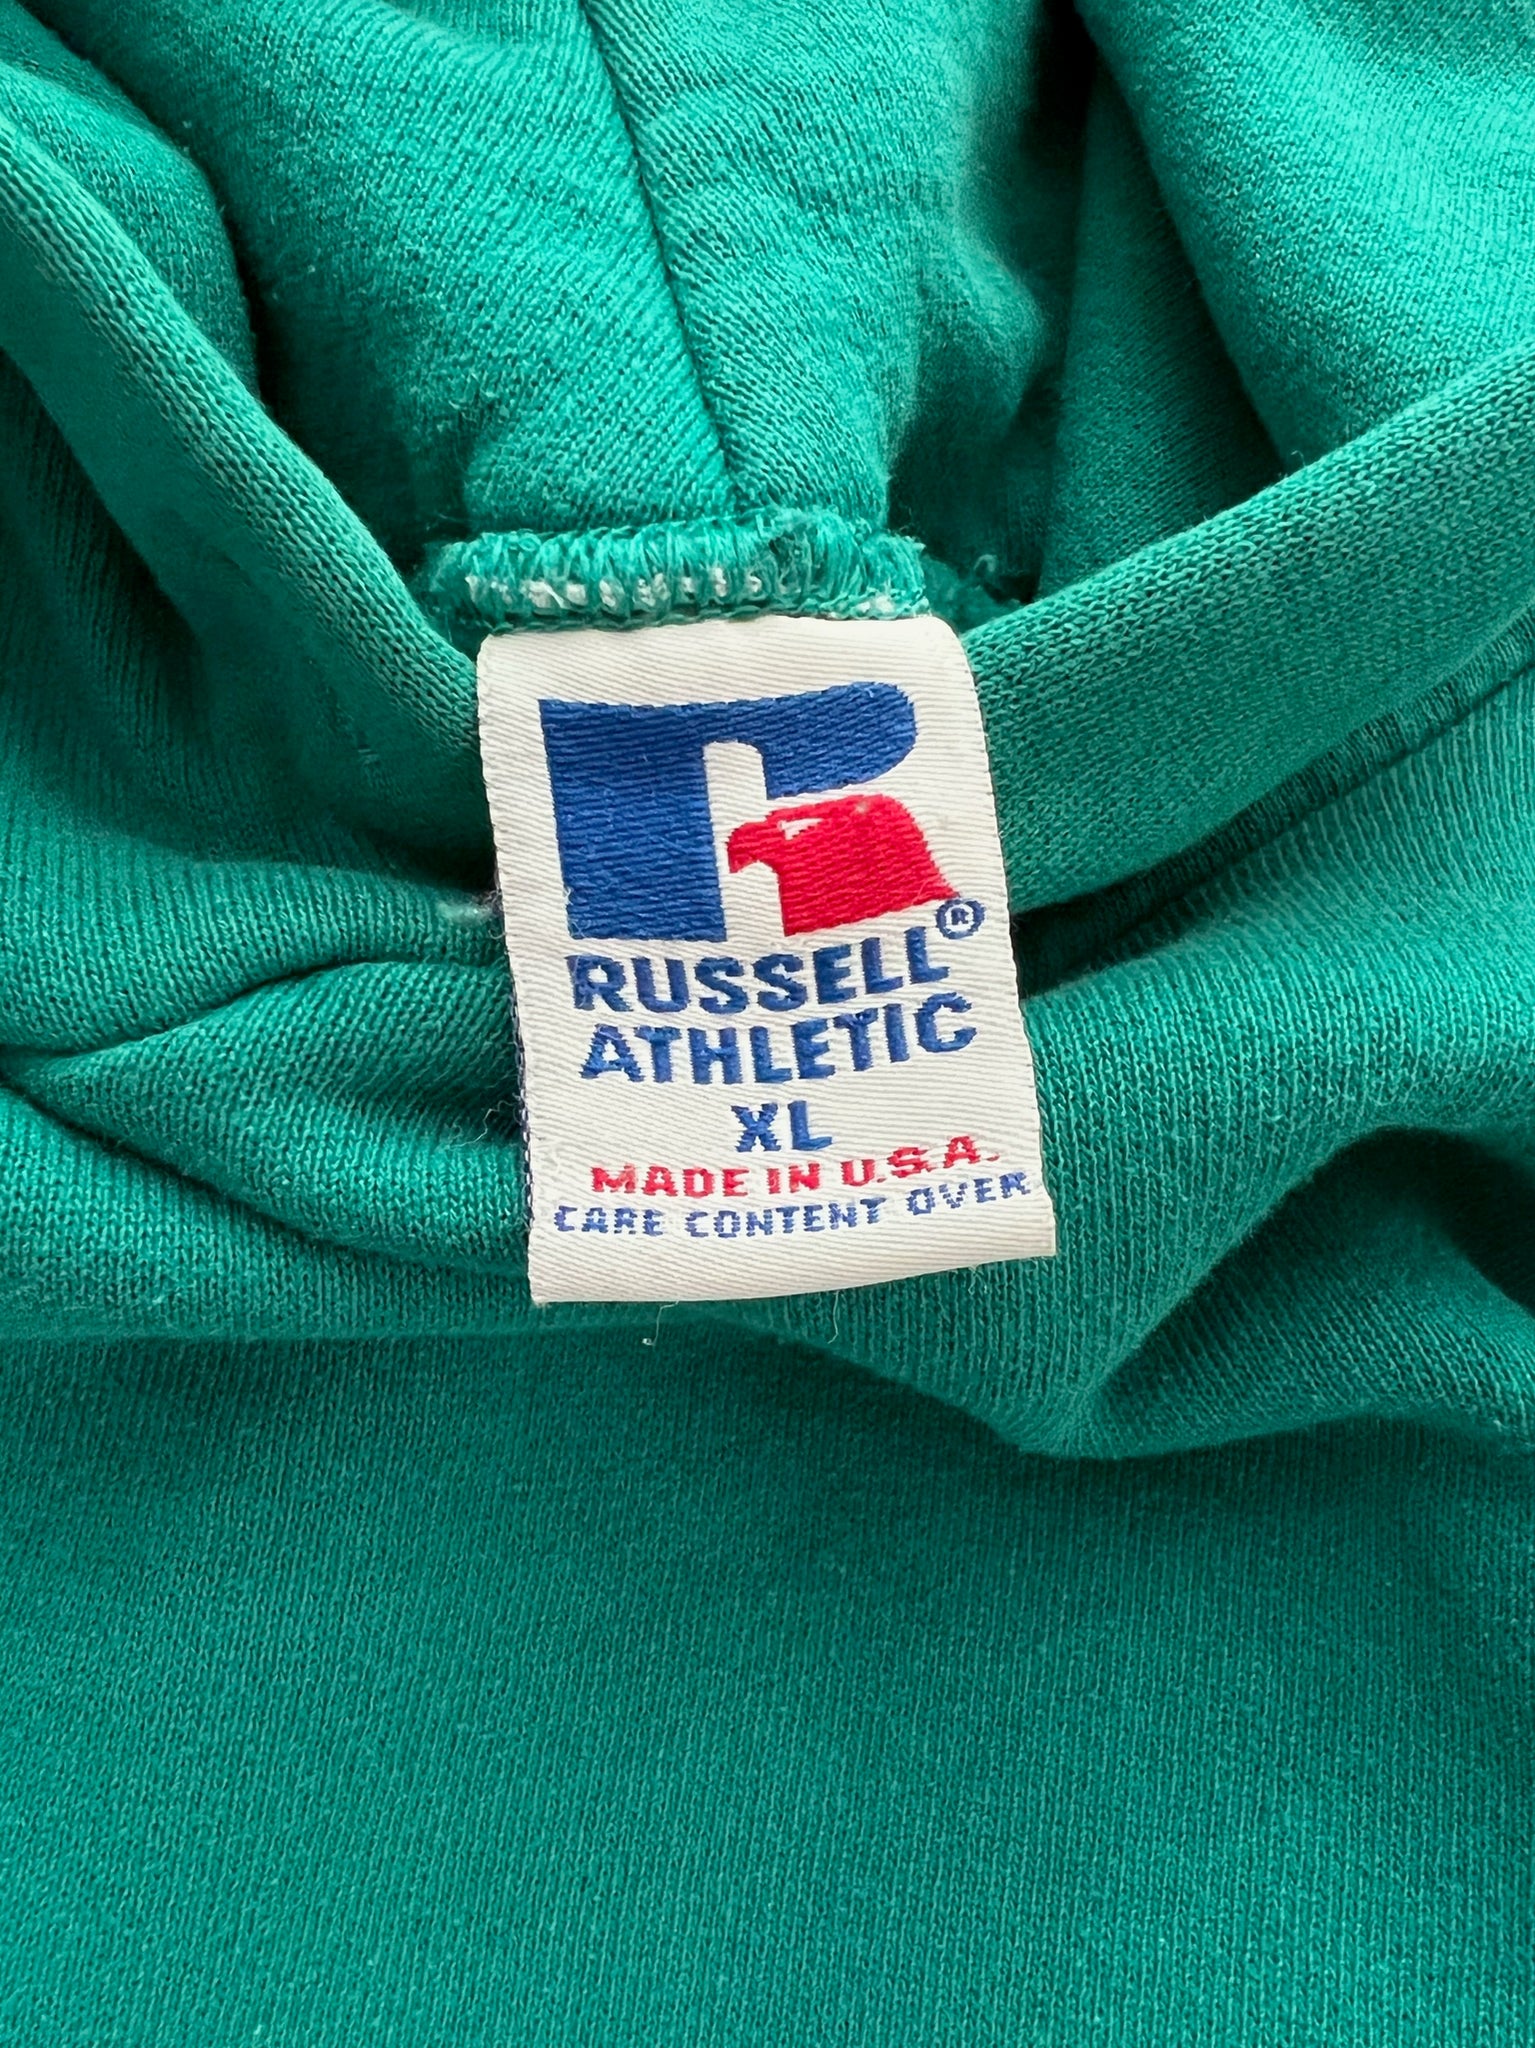 RUSSELL®
ATHLETIC
XL
MADE IN U.S.A.
CARE CONTENT OVER